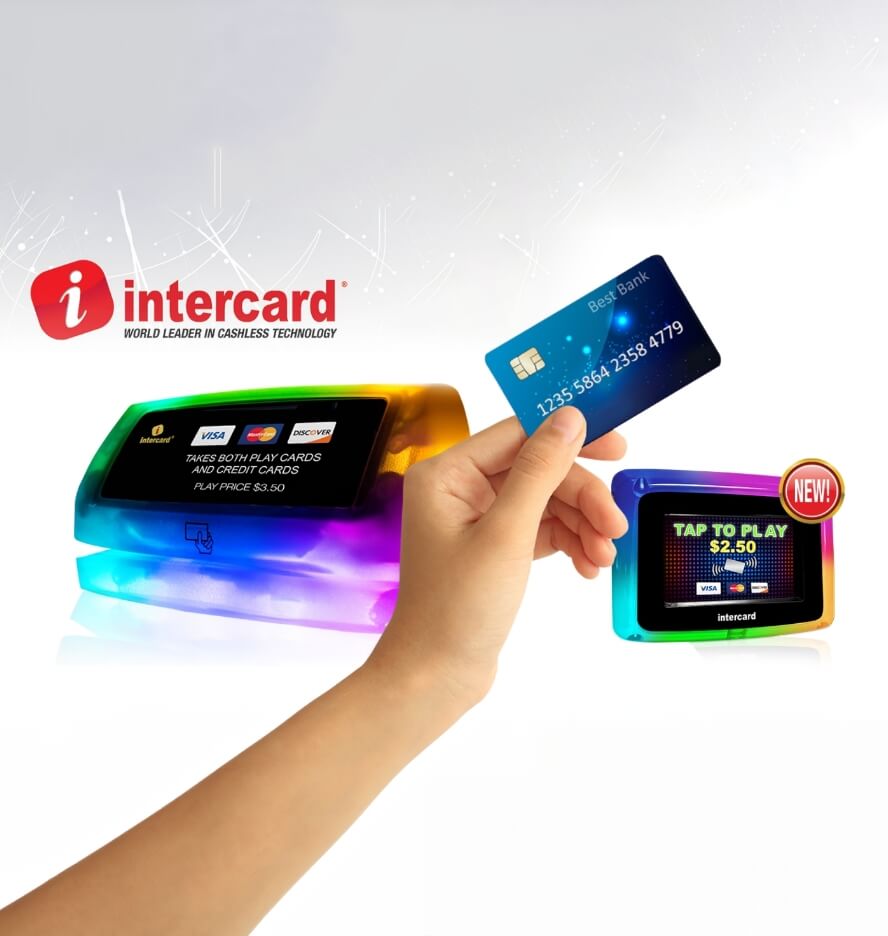 i intercard®
WORLD LEADER IN CASHLESS TECHNOLOGY
Best Bank
1235 5864 2358 4779
i
intercard
VISA MasterCard DISCOVER
TAKES BOTH PLAY CARDS
AND CREDIT CARDS
PLAY PRICE $3.50
NEW!
TAP TO PLAY
$2.50
VISA
intercard